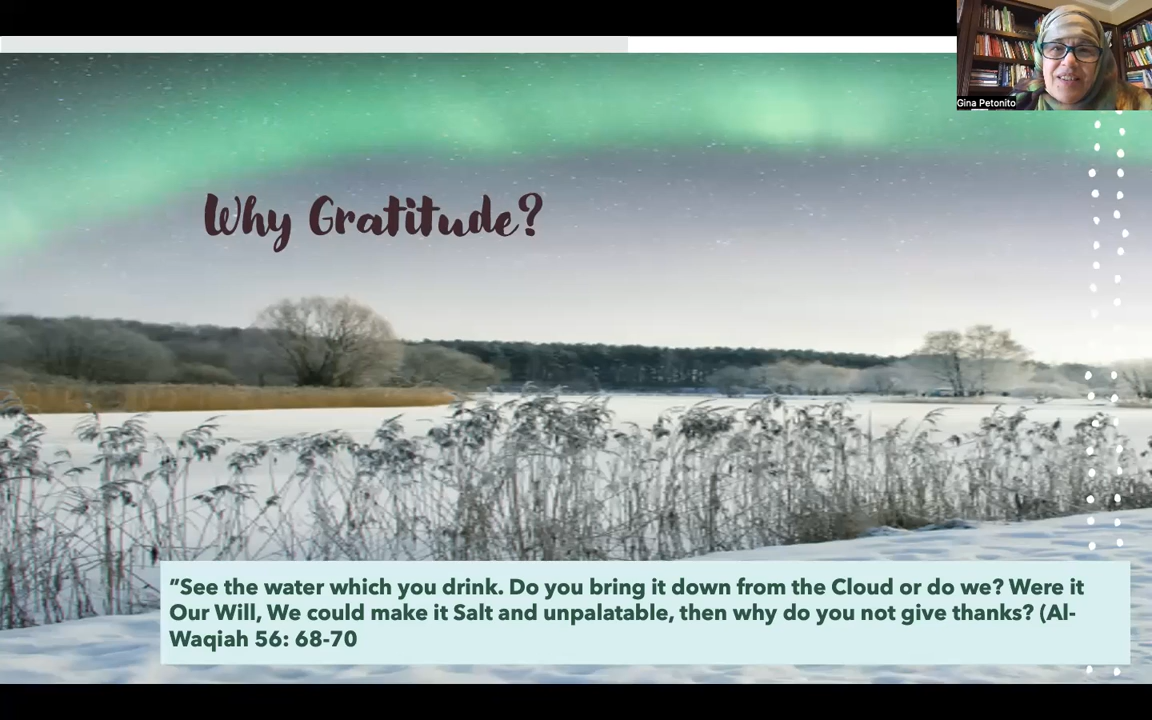 Gina Petonito
Why Gratitude?
"See the water which you drink. Do you bring it down from the Cloud or do we? Were it
Our Will, We could make it Salt and unpalatable, then why do you not give thanks? (Al-
Waqiah 56: 68-70